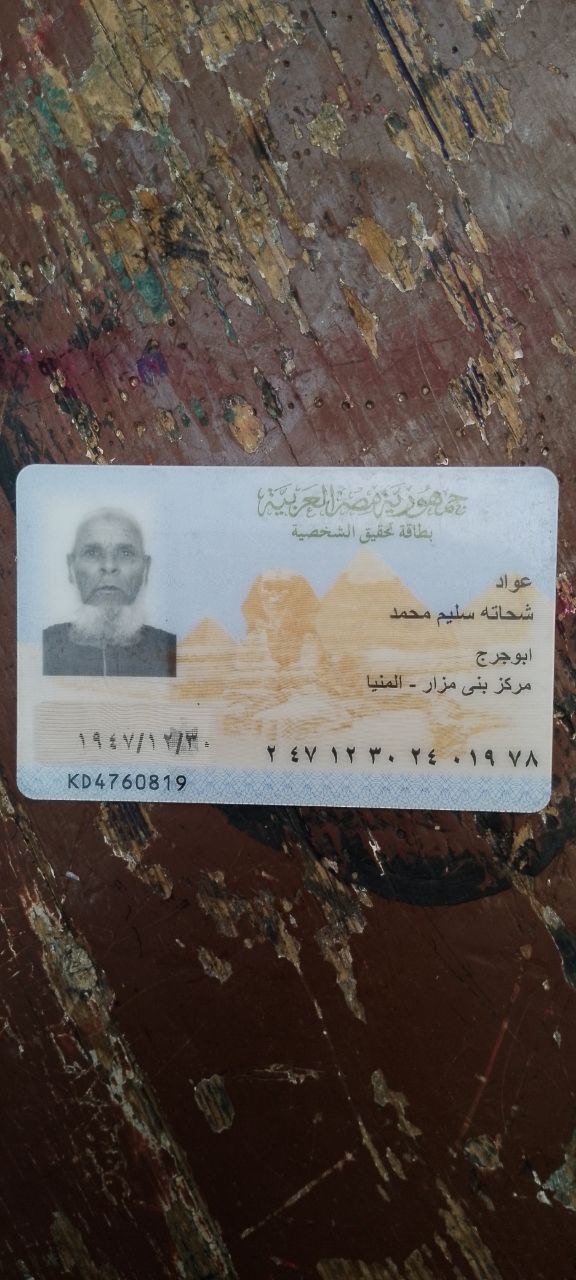 جمهورية مصر العربية
بطاقة تحقيق الشخصية
عواد
شحاته سليم محمد
ابوجرج
مركز بنى مزار - المنيا
١٩٤٧/١٢/٣٠
٢ ٤٧ ١٢ ٣٠ ٢٤ ٠١٩ ٧٨
KD4760819